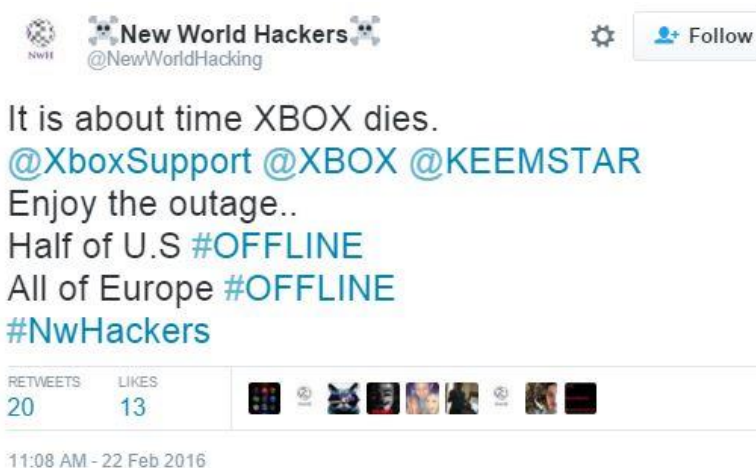 ☠New World Hackers☠
@NewWorldHacking
NWH
Follow
It is about time XBOX dies.
@XboxSupport @XBOX @KEEMSTAR
Enjoy the outage..
Half of U.S #OFFLINE
All of Europe #OFFLINE
#NwHackers
RETWEETS LIKES
20 13
11:08 AM - 22 Feb 2016